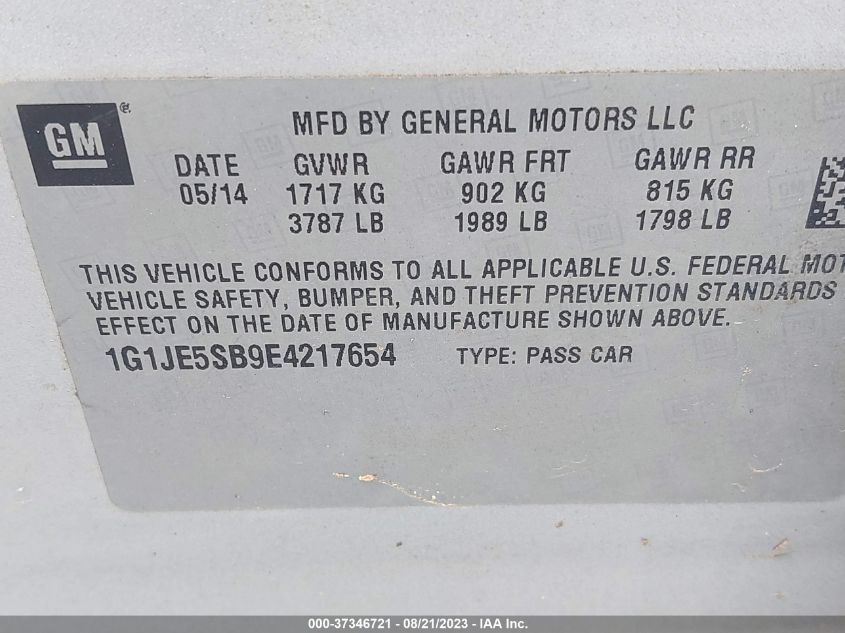 GM ®
MFD BY GENERAL MOTORS LLC
DATE GVWR GAWR FRT GAWR RR
05/14 1717 KG 902 KG 815 KG
3787 LB 1989 LB 1798 LB
THIS VEHICLE CONFORMS TO ALL APPLICABLE U.S. FEDERAL MOT
VEHICLE SAFETY, BUMPER, AND THEFT PREVENTION STANDARDS
EFFECT ON THE DATE OF MANUFACTURE SHOWN ABOVE.
1G1JE5SB9E4217654 TYPE: PASS CAR
000-37346721 - 08/21/2023 - IAA Inc.